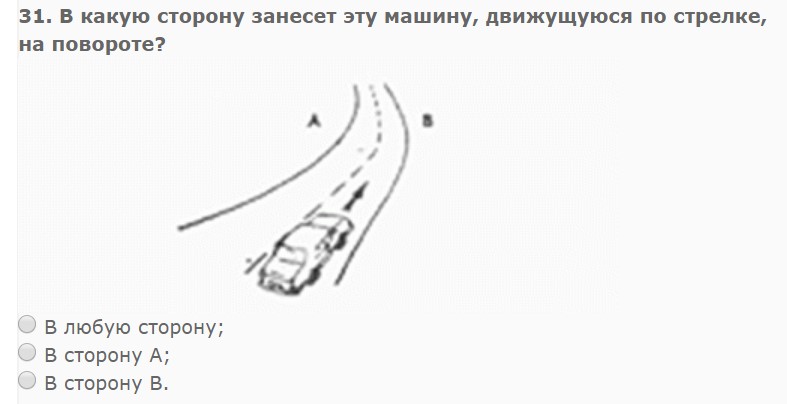 31. В какую сторону занесет эту машину, движущуюся по стрелке,
на повороте?
A B
В любую сторону;
В сторону А;
В сторону В.